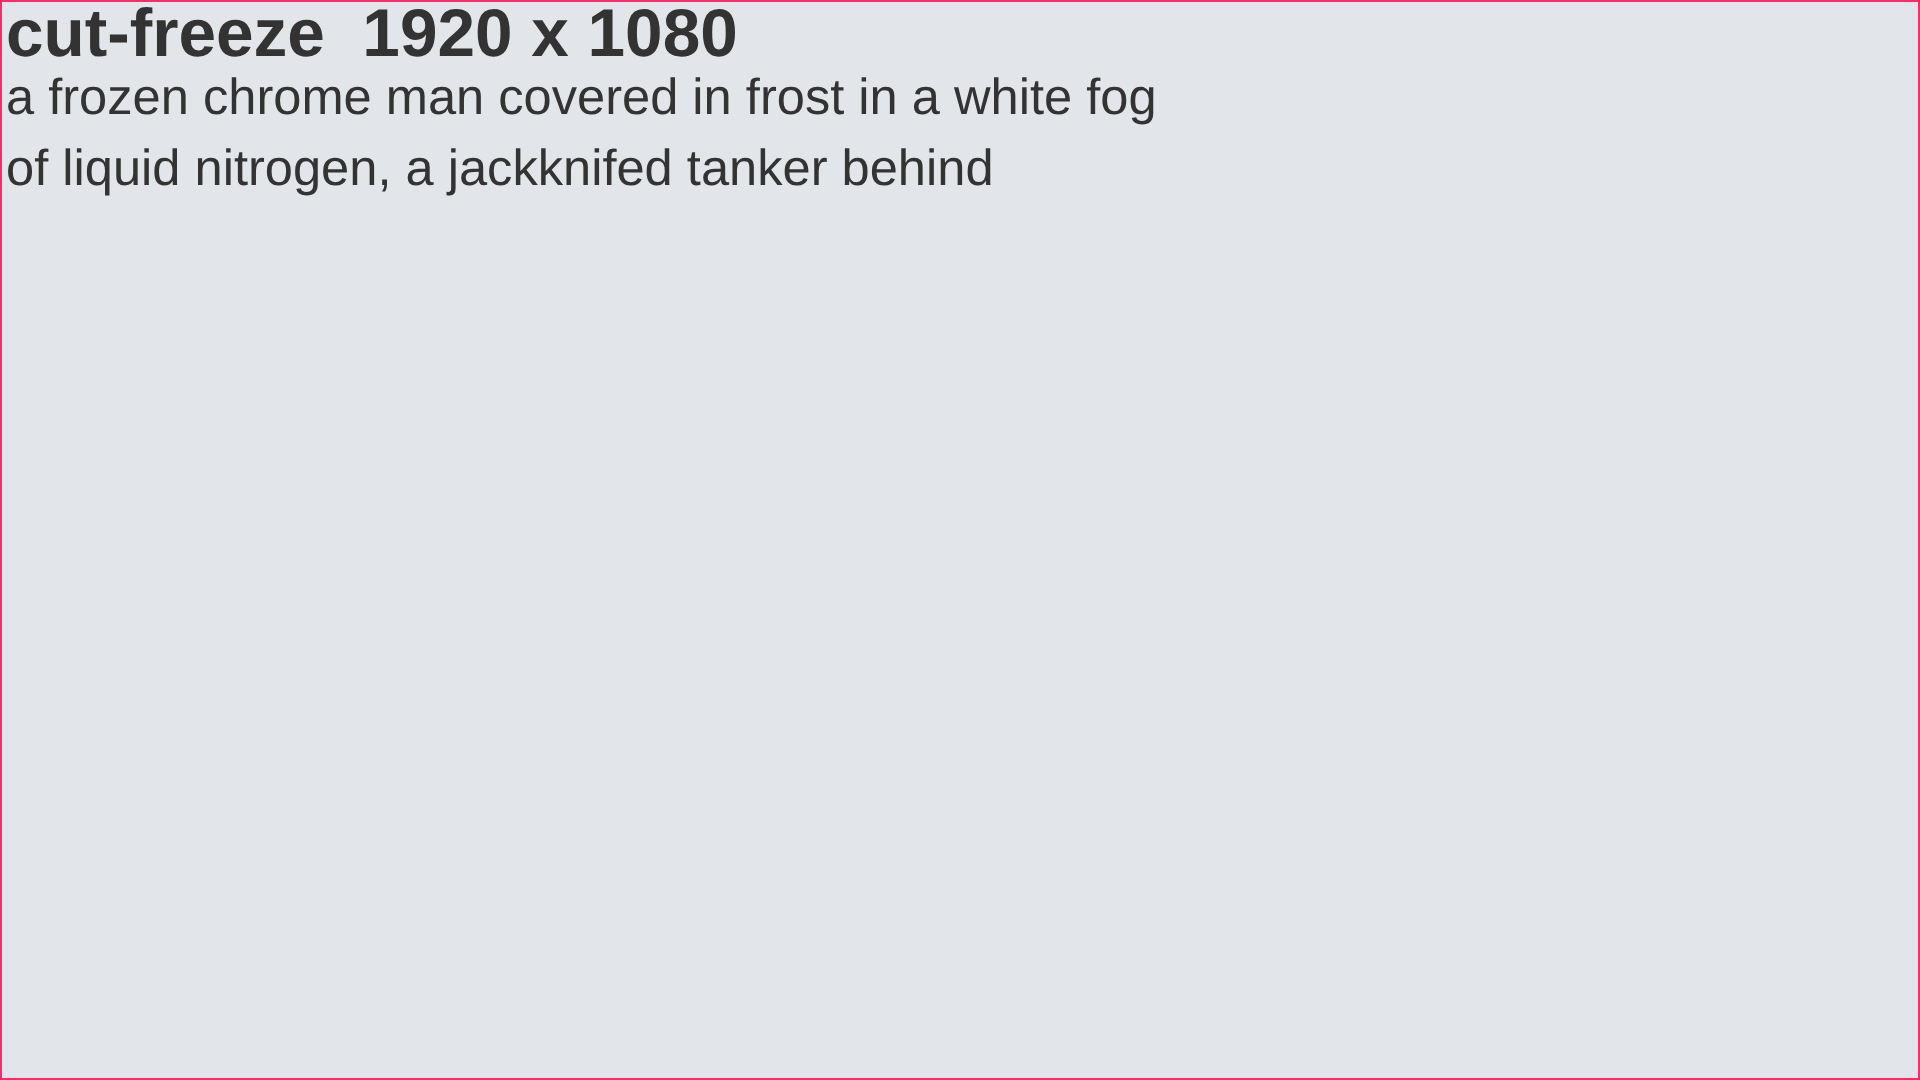 cut-freeze  1920 x 1080
a frozen chrome man covered in frost in a white fog
of liquid nitrogen, a jackknifed tanker behind